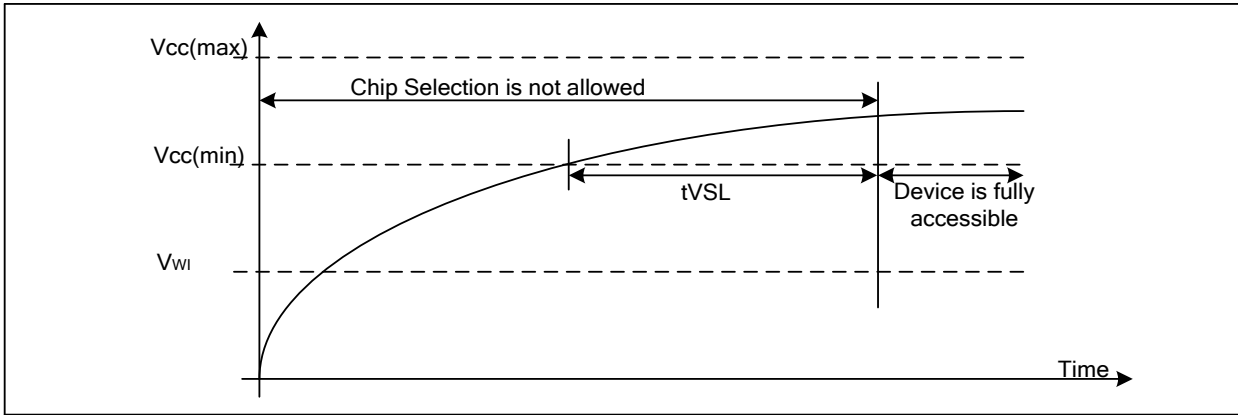 Vcc(max)
Chip Selection is not allowed
Vcc(min)
tVSL
Device is fully
accessible
VWI
Time